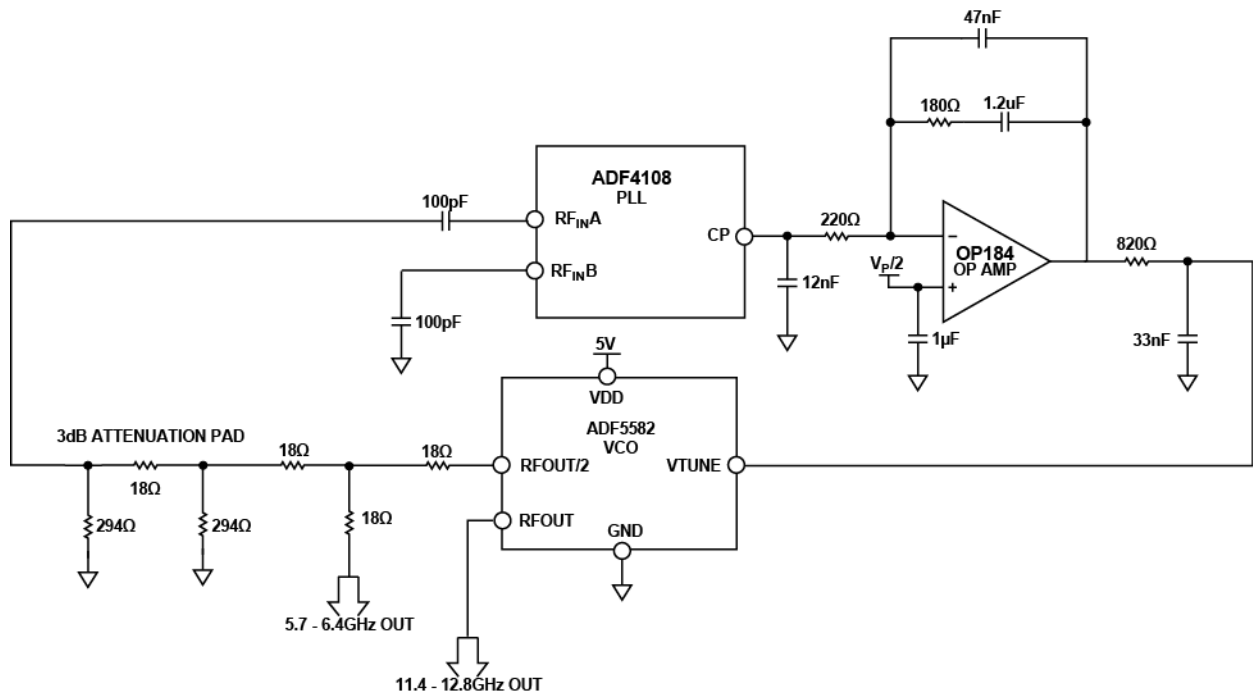 47nF
180Ω
1.2uF
ADF4108
PLL
100pF
RFINA
CP
220Ω
OP184
OP AMP
820Ω
RFINB
VP/2
12nF
100pF
1µF
33nF
5V
VDD
ADF5582
VCO
3dB ATTENUATION PAD
18Ω
18Ω
RFOUT/2
VTUNE
18Ω
RFOUT
294Ω
294Ω
18Ω
GND
5.7 - 6.4GHz OUT
11.4 - 12.8GHz OUT
−
+